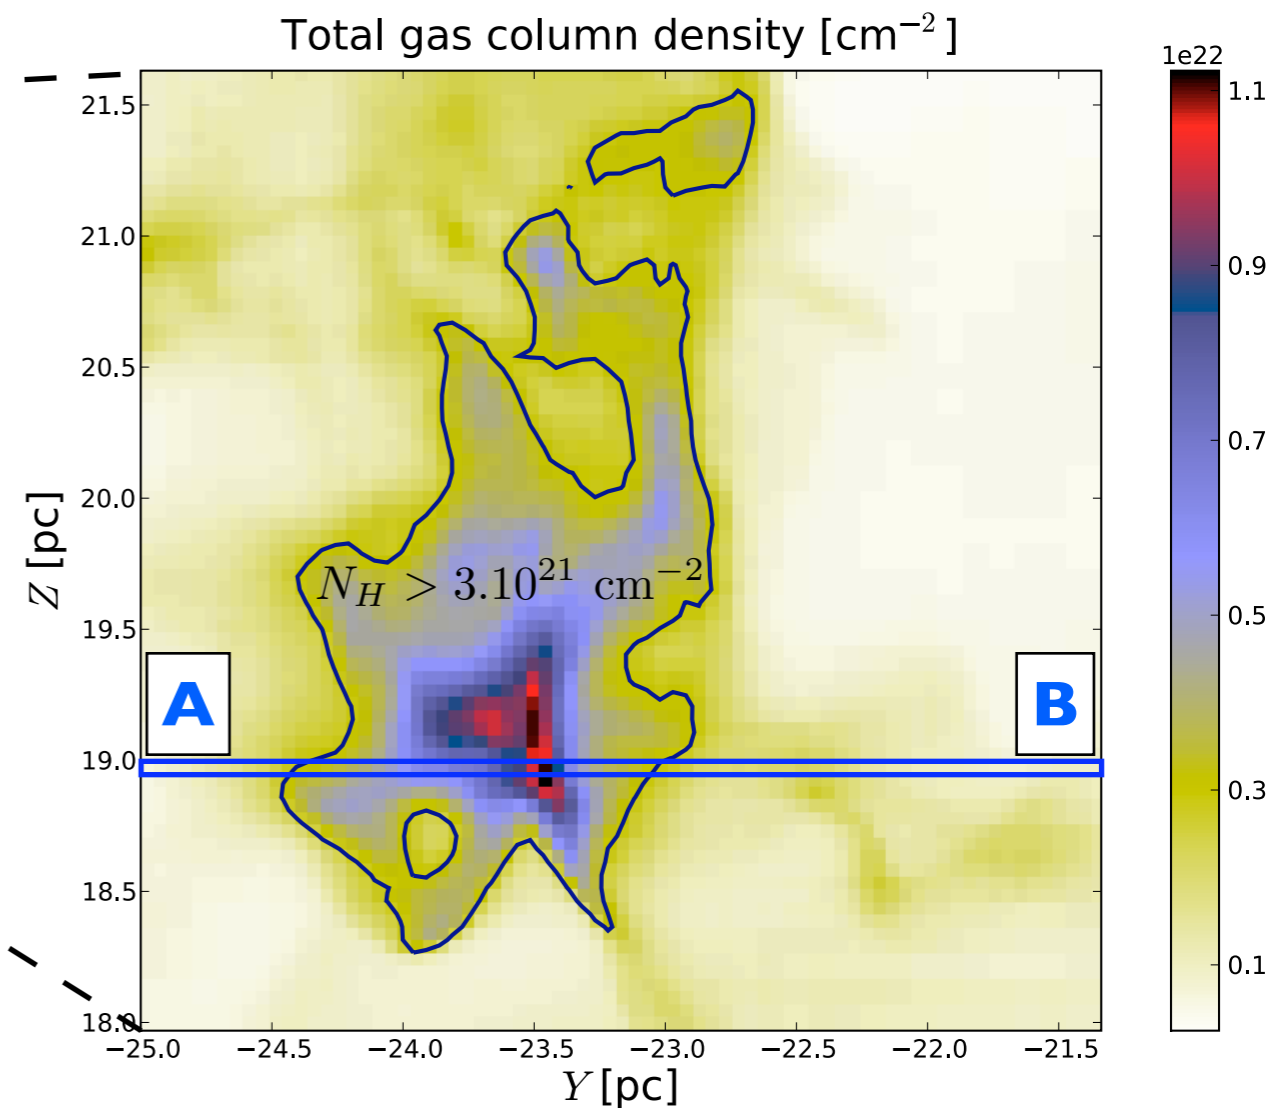 Total gas column density [cm⁻²]
1e22
21.5
21.0
20.5
20.0
19.5
19.0
18.5
18.0
Z [pc]
N_H > 3.10²¹ cm⁻²
A
B
−25.0 −24.5 −24.0 −23.5 −23.0 −22.5 −22.0 −21.5
Y [pc]
1.1
0.9
0.7
0.5
0.3
0.1